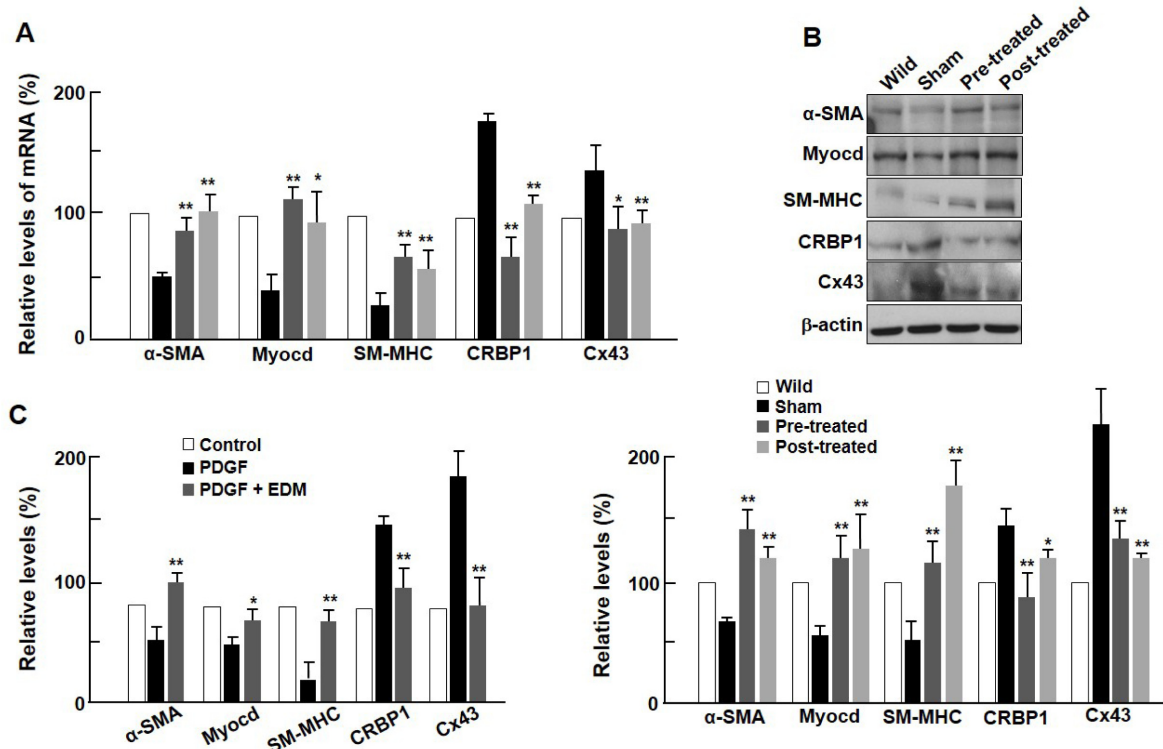 A
Relative levels of mRNA (%)
200
100
0
** **
** *
** **
** **
* **
α-SMA Myocd SM-MHC CRBP1 Cx43
B
Wild Sham Pre-treated Post-treated
α-SMA
Myocd
SM-MHC
CRBP1
Cx43
β-actin
Wild
Sham
Pre-treated
Post-treated
Relative levels (%)
200
100
0
** **
** **
** **
** *
** **
α-SMA Myocd SM-MHC CRBP1 Cx43
C
Control
PDGF
PDGF + EDM
Relative levels (%)
200
100
0
** * ** ** **
α-SMA Myocd SM-MHC CRBP1 Cx43